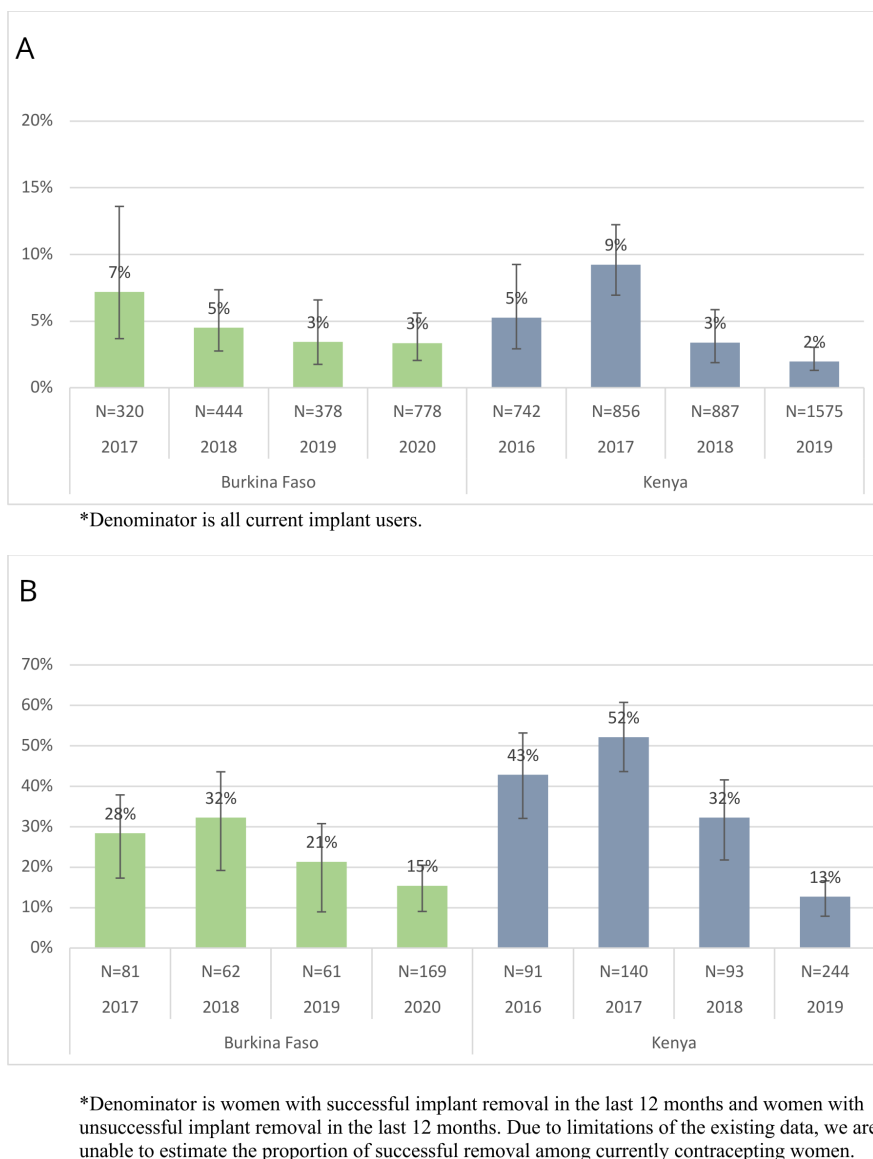 A
20%
15%
10%
5%
0%
7%
5%
3%
3%
5%
9%
3%
2%
N=320 N=444 N=378 N=778 N=742 N=856 N=887 N=1575
2017 2018 2019 2020 2016 2017 2018 2019
Burkina Faso Kenya
*Denominator is all current implant users.
B
70%
60%
50%
40%
30%
20%
10%
0%
28%
32%
21%
15%
43%
52%
32%
13%
N=81 N=62 N=61 N=169 N=91 N=140 N=93 N=244
2017 2018 2019 2020 2016 2017 2018 2019
Burkina Faso Kenya
*Denominator is women with successful implant removal in the last 12 months and women with
unsuccessful implant removal in the last 12 months. Due to limitations of the existing data, we are
unable to estimate the proportion of successful removal among currently contracepting women.